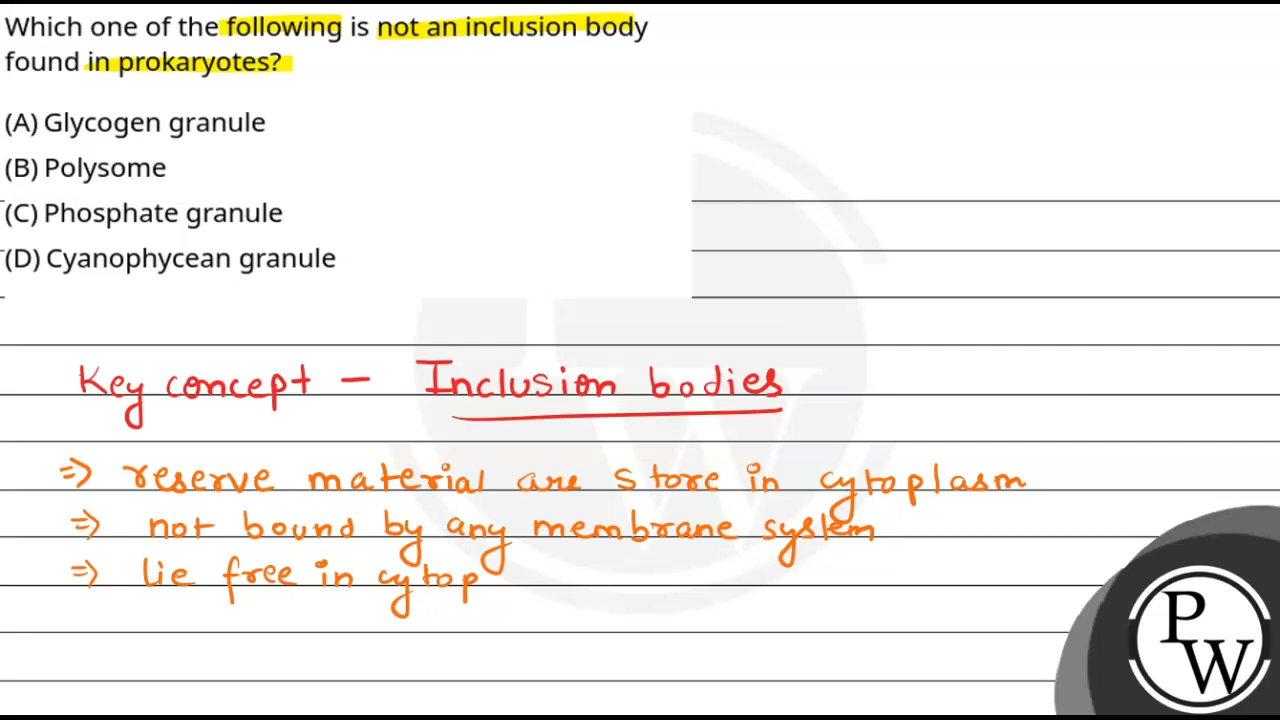 Which one of the following is not an inclusion body
found in prokaryotes?
(A) Glycogen granule
(B) Polysome
(C) Phosphate granule
(D) Cyanophycean granule
Key concept - Inclusion bodies
⇒ reserve material are store in cytoplasm
⇒ not bound by any membrane system
⇒ lie free in cytop
PW